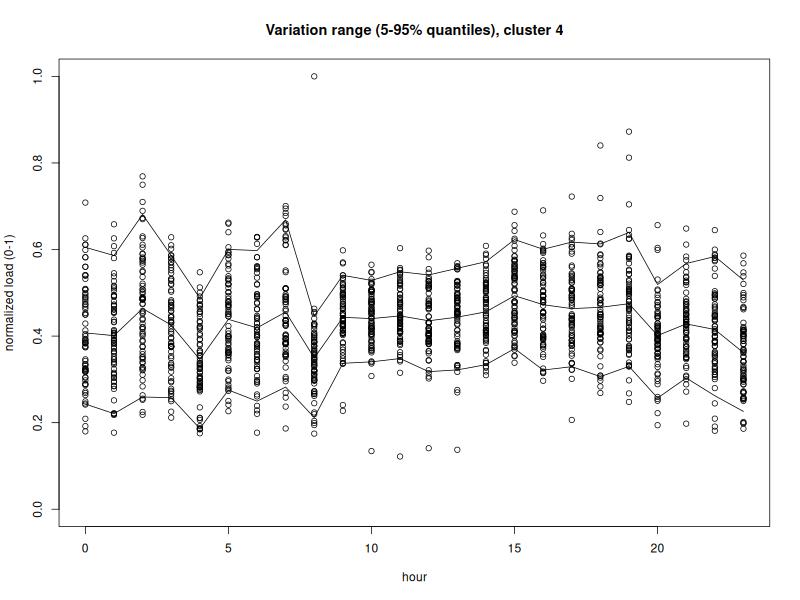 Variation range (5-95% quantiles), cluster 4
normalized load (0-1)
1.0
0.8
0.6
0.4
0.2
0.0
0 5 10 15 20
hour